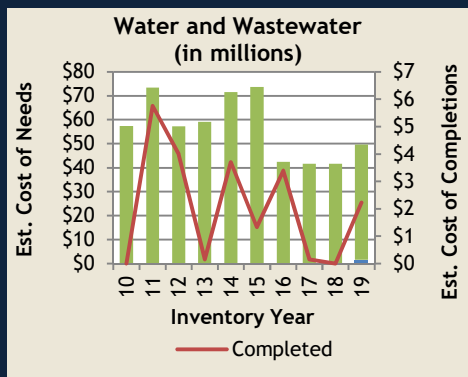 Water and Wastewater
(in millions)
Est. Cost of Needs
$80
$70
$60
$50
$40
$30
$20
$10
$0
$7
$6
$5
$4
$3
$2
$1
$0
Est. Cost of Completions
10 11 12 13 14 15 16 17 18 19
Inventory Year
Completed